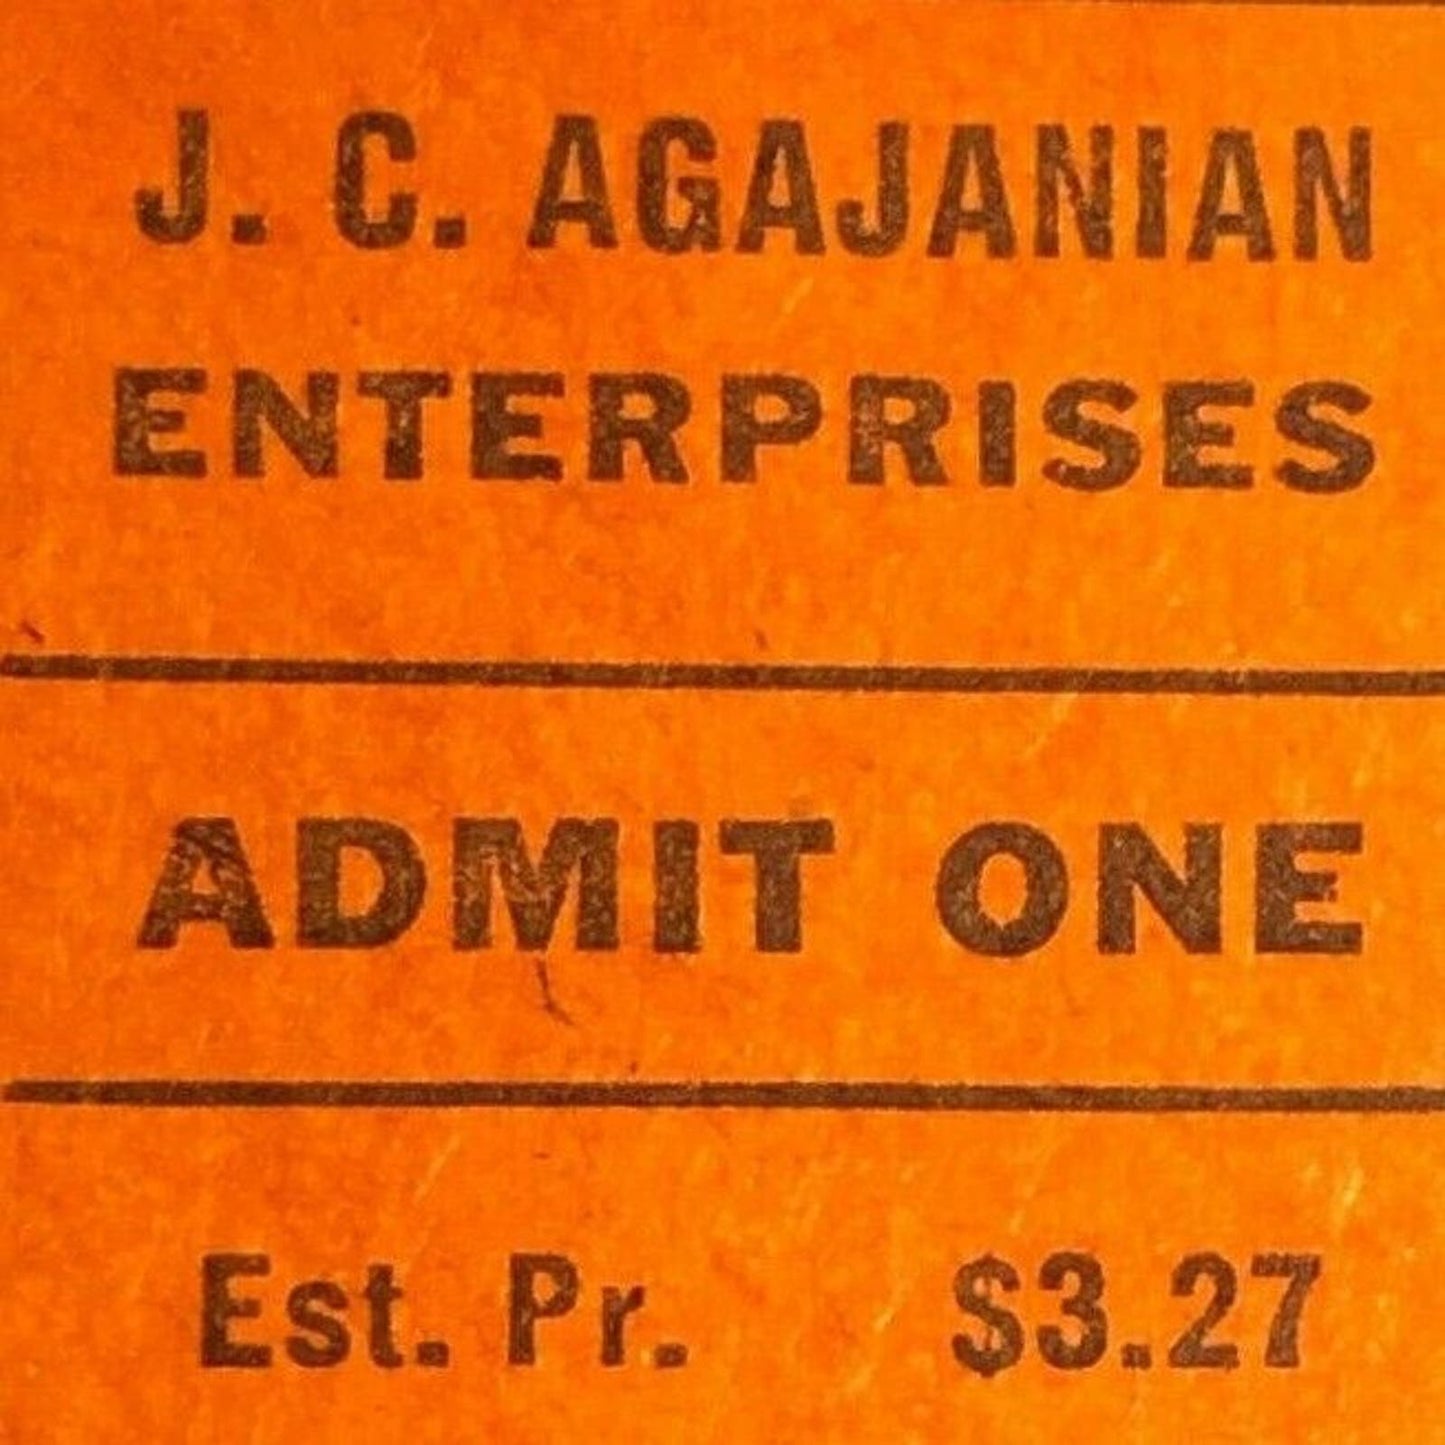 J. C. AGAJANIAN
ENTERPRISES
ADMIT ONE
Est. Pr. $3.27